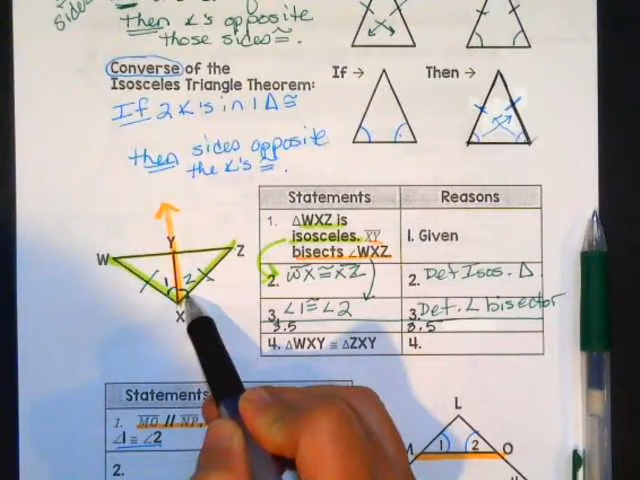 sides
Then ∠'s opposite
those sides ≅.
Converse of the
Isosceles Triangle Theorem:
If →
Then →
If 2 ∠'s in 1 Δ ≅
then sides opposite
the ∠'s ≅.
Statements
Reasons
1. ΔWXZ is
isosceles. XY
bisects ∠WXZ.
1. Given
2. WX ≅ XZ
2. Def Isos. Δ
3. ∠1 ≅ ∠2
3. Def. ∠ bisector
3.5
3.5
4. ΔWXY ≅ ΔZXY
4.
W
Y
Z
1
2
X
Statements
1. MO // NP,
∠1 ≅ ∠2
2.
L
1
2
O